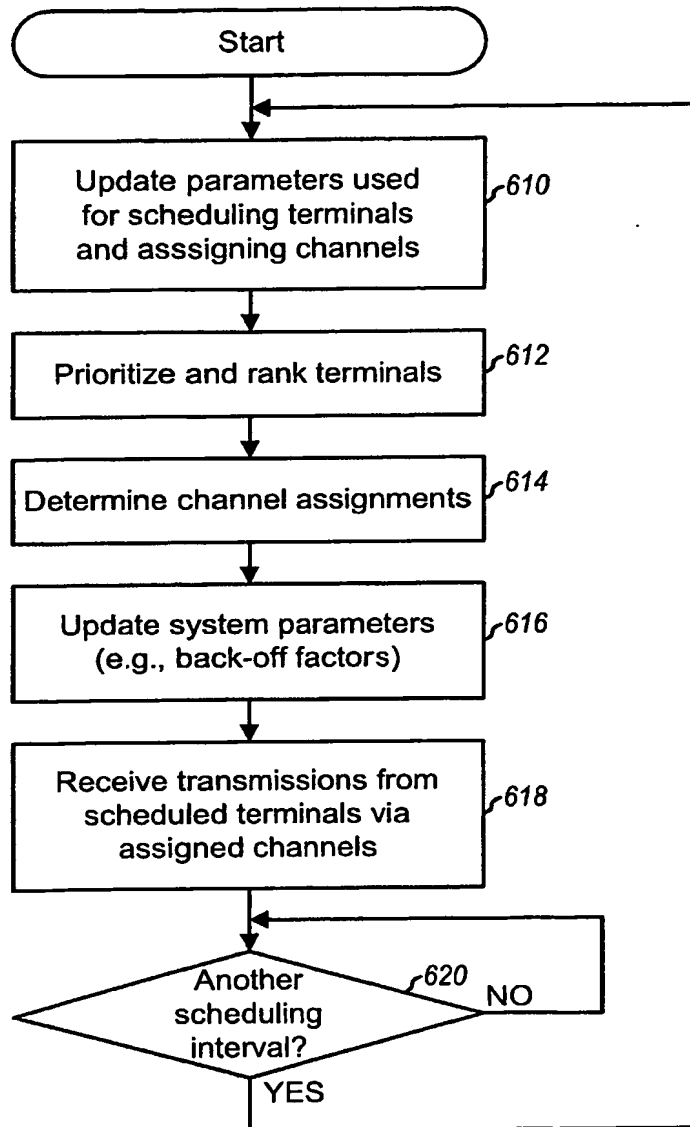 Start
Update parameters used
for scheduling terminals
and asssigning channels
610
Prioritize and rank terminals
612
Determine channel assignments
614
Update system parameters
(e.g., back-off factors)
616
Receive transmissions from
scheduled terminals via
assigned channels
618
Another
scheduling
interval?
620
NO
YES